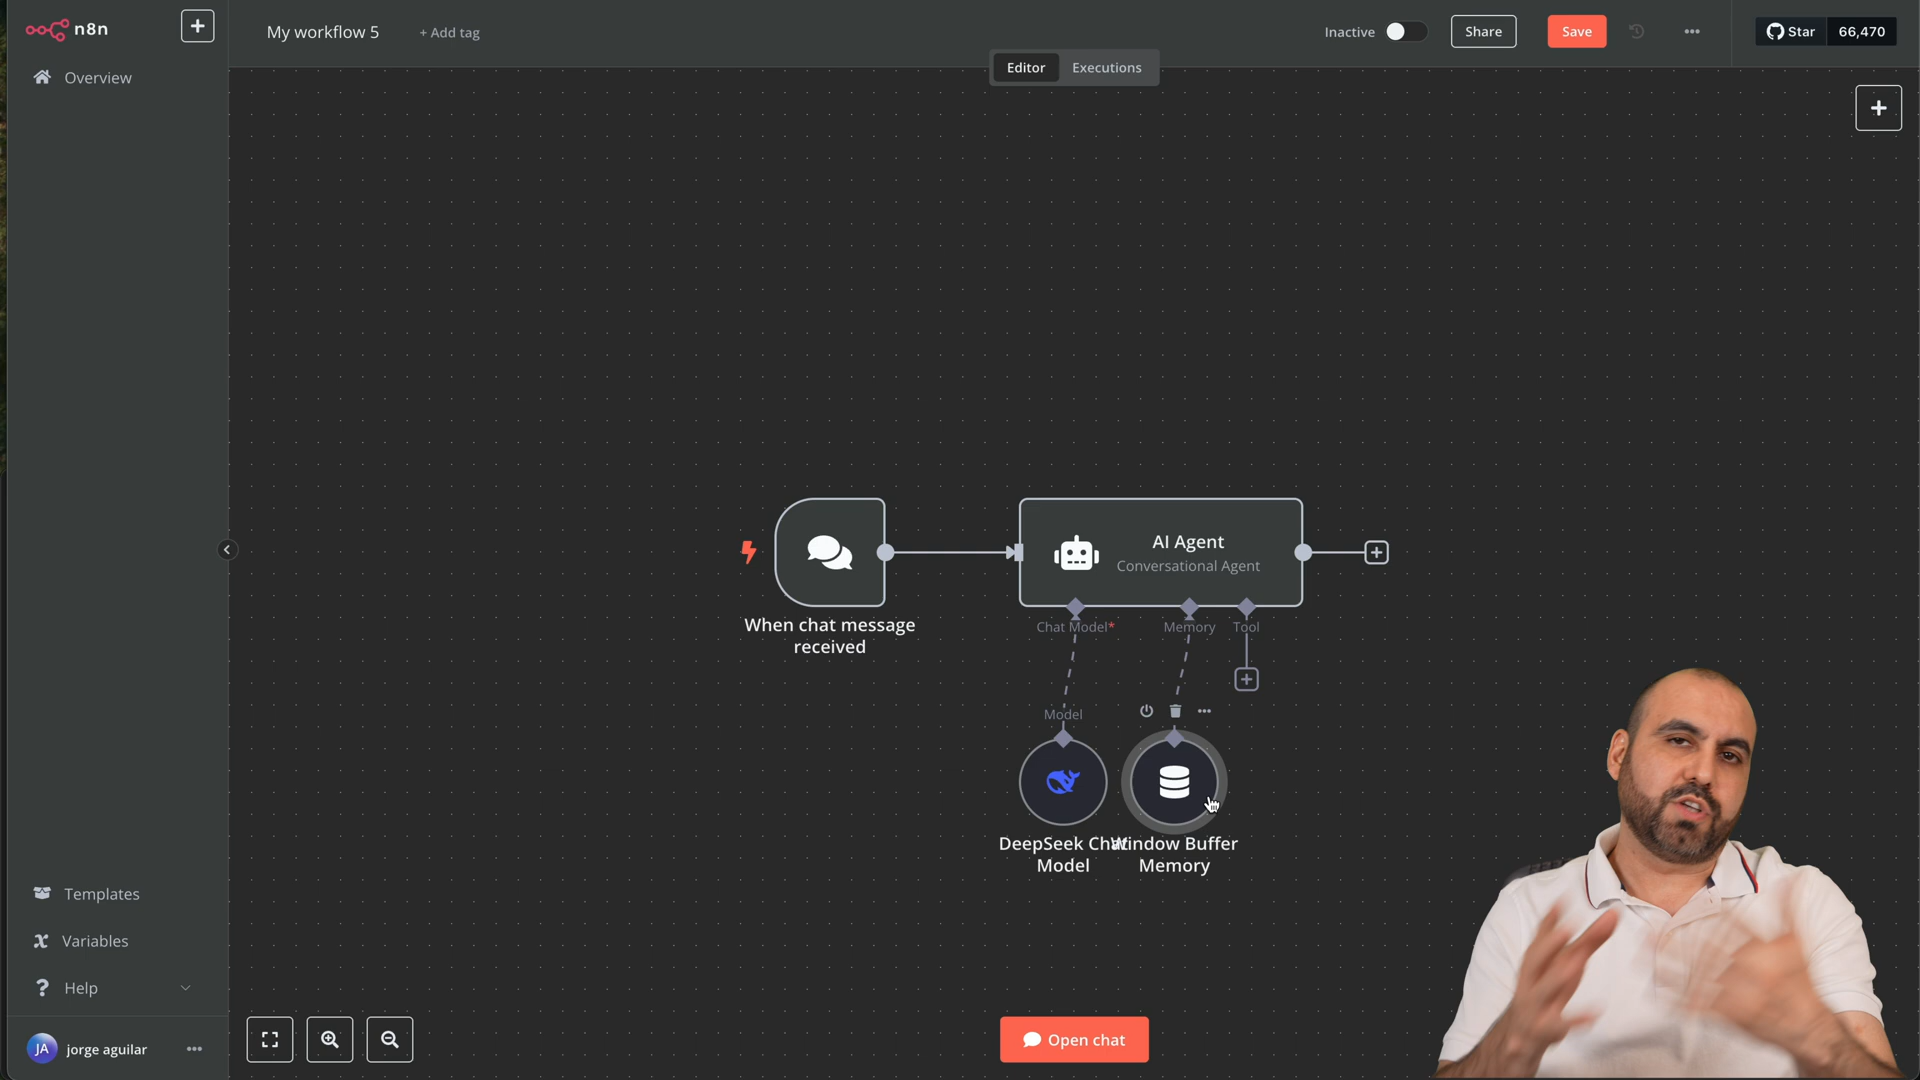 n8n
My workflow 5
+ Add tag
Inactive
Share
Save
Star
66,470
Editor
Executions
Overview
AI Agent
Conversational Agent
When chat message
received
Chat Model*
Memory
Tool
Model
DeepSeek Chat
Model
Window Buffer
Memory
Templates
Variables
Help
JA
jorge aguilar
Open chat